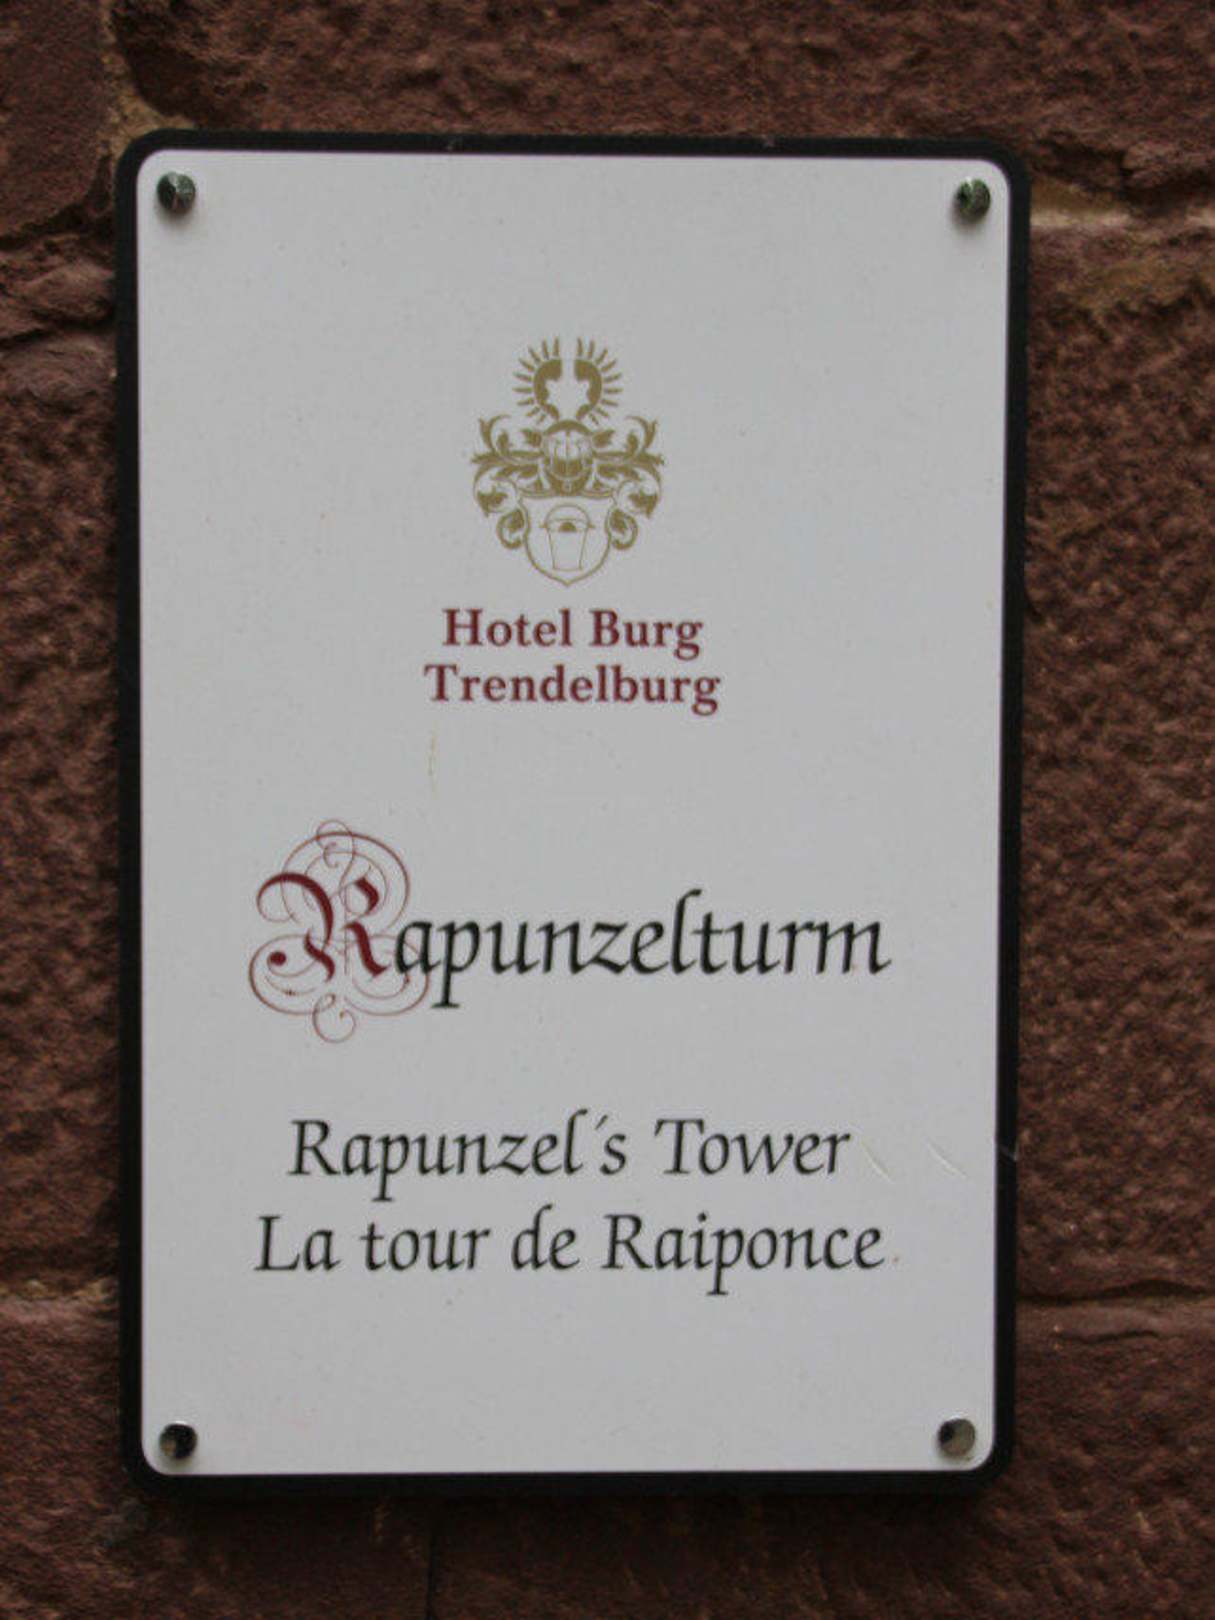 Hotel Burg
Trendelburg
Rapunzelturm
Rapunzel´s Tower
La tour de Raiponce